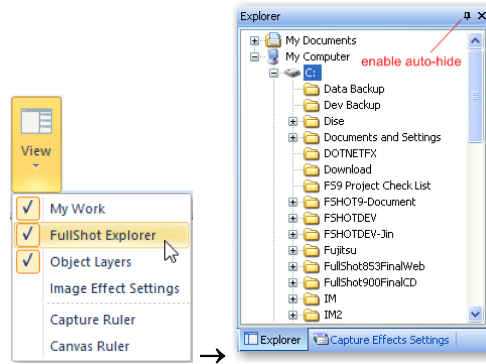 View
My Work
FullShot Explorer
Object Layers
Image Effect Settings
Capture Ruler
Canvas Ruler
→
Explorer
enable auto-hide
My Documents
My Computer
C:
Data Backup
Dev Backup
Dise
Documents and Settings
DOTNETFX
Download
FS9 Project Check List
FSHOT9-Document
FSHOTDEV
FSHOTDEV-Jin
Fujitsu
FullShot853FinalWeb
FullShot900FinalCD
IM
IM2
Explorer
Capture Effects Settings